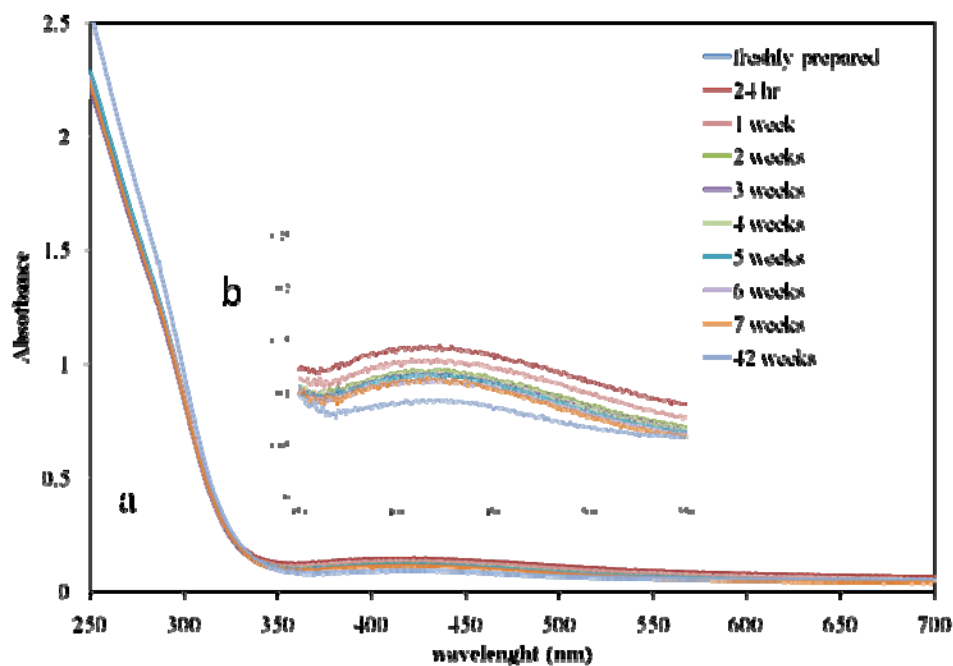 2.5
2
1.5
1
0.5
0
Absotbance
b
a
freshly prepared
24 hr
1 week
2 weeks
3 weeks
4 weeks
5 weeks
6 weeks
7 weeks
42 weeks
250 300 350 400 450 500 550 600 650 700
wavelenght (nm)